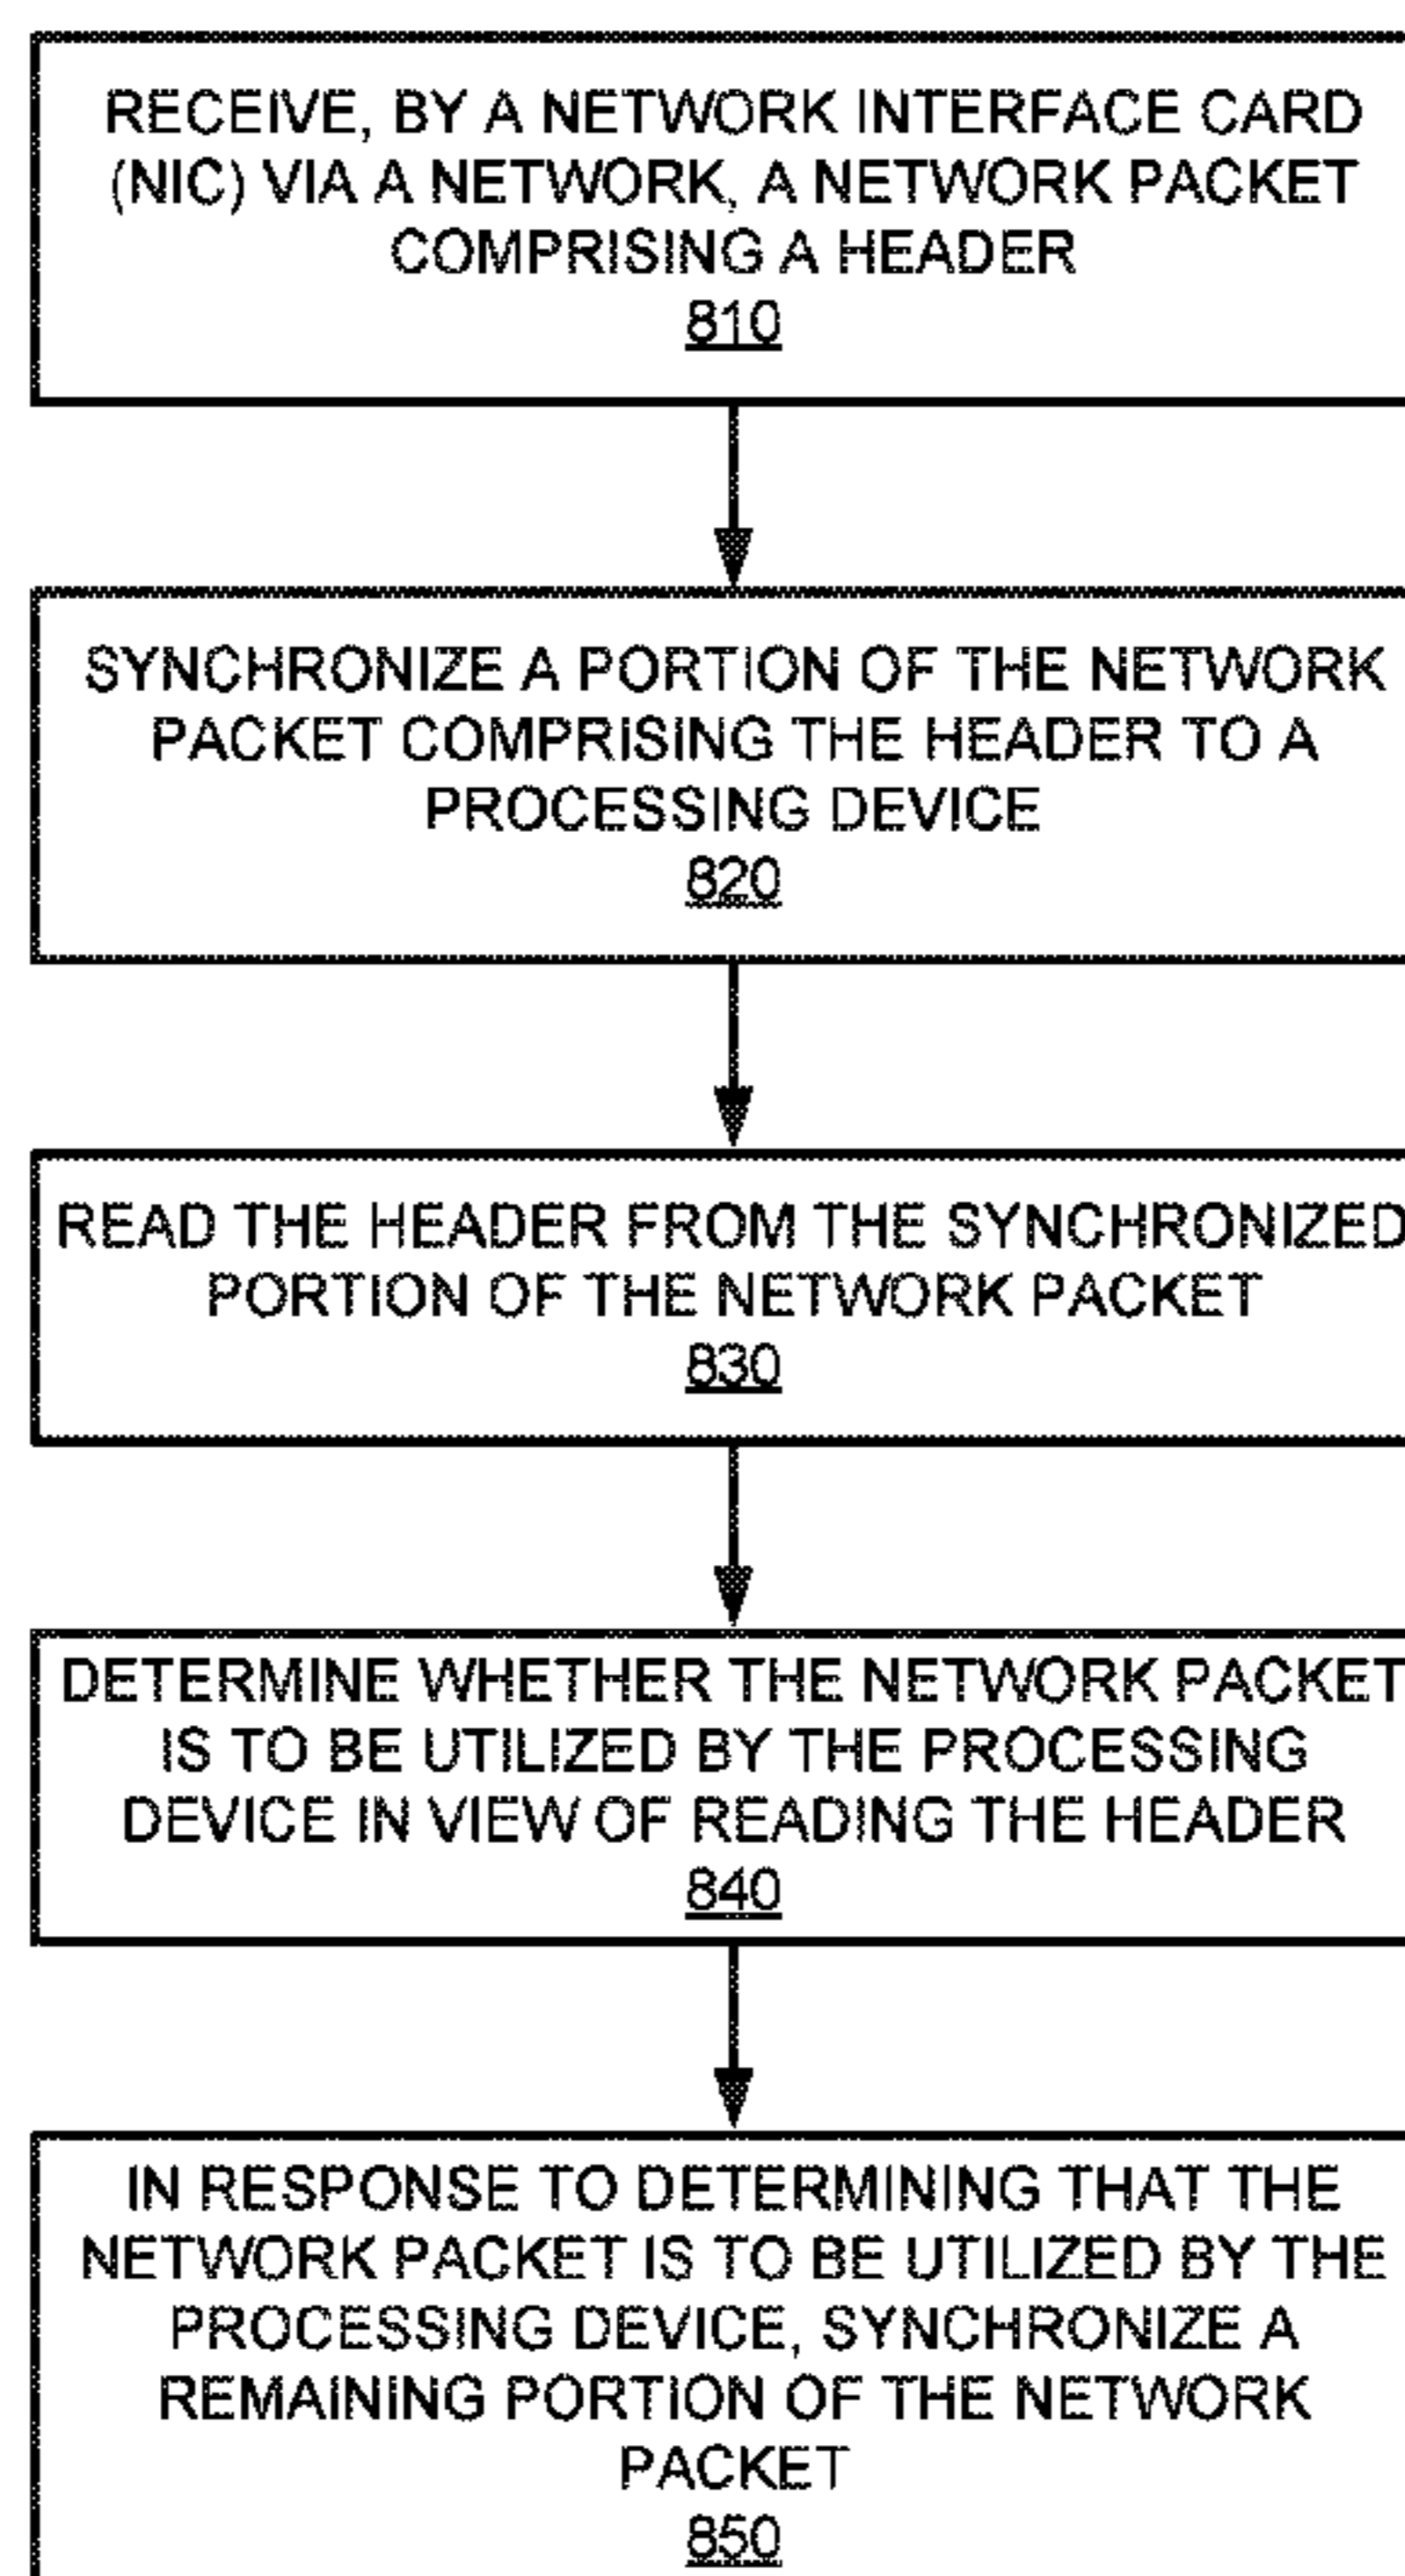 RECEIVE, BY A NETWORK INTERFACE CARD
(NIC) VIA A NETWORK, A NETWORK PACKET
COMPRISING A HEADER
810
SYNCHRONIZE A PORTION OF THE NETWORK
PACKET COMPRISING THE HEADER TO A
PROCESSING DEVICE
820
READ THE HEADER FROM THE SYNCHRONIZED
PORTION OF THE NETWORK PACKET
830
DETERMINE WHETHER THE NETWORK PACKET
IS TO BE UTILIZED BY THE PROCESSING
DEVICE IN VIEW OF READING THE HEADER
840
IN RESPONSE TO DETERMINING THAT THE
NETWORK PACKET IS TO BE UTILIZED BY THE
PROCESSING DEVICE, SYNCHRONIZE A
REMAINING PORTION OF THE NETWORK
PACKET
850